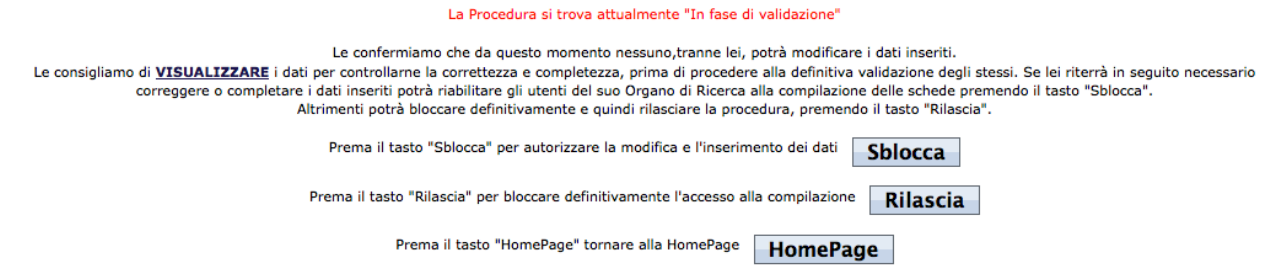 La Procedura si trova attualmente "In fase di validazione"
Le confermiamo che da questo momento nessuno,tranne lei, potrà modificare i dati inseriti.
Le consigliamo di VISUALIZZARE i dati per controllarne la correttezza e completezza, prima di procedere alla definitiva validazione degli stessi. Se lei riterrà in seguito necessario
correggere o completare i dati inseriti potrà riabilitare gli utenti del suo Organo di Ricerca alla compilazione delle schede premendo il tasto "Sblocca".
Altrimenti potrà bloccare definitivamente e quindi rilasciare la procedura, premendo il tasto "Rilascia".
Prema il tasto "Sblocca" per autorizzare la modifica e l'inserimento dei dati Sblocca
Prema il tasto "Rilascia" per bloccare definitivamente l'accesso alla compilazione Rilascia
Prema il tasto "HomePage" tornare alla HomePage HomePage